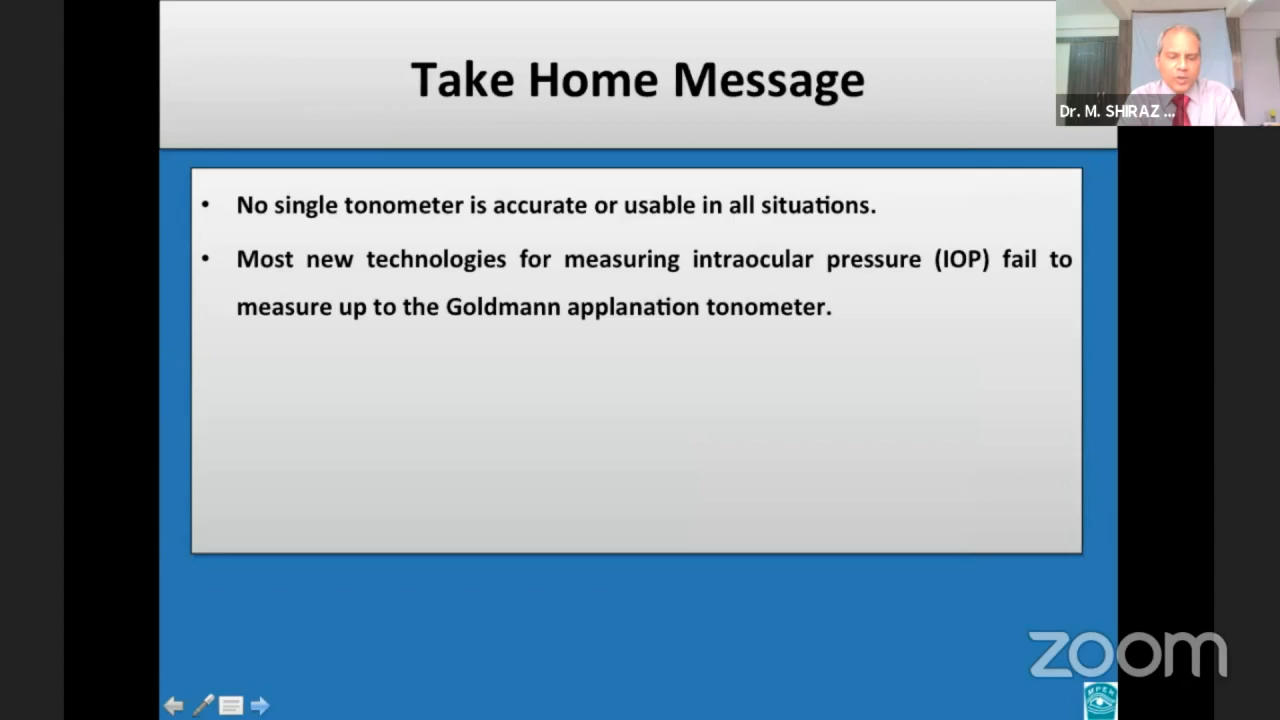 Take Home Message
Dr. M. SHIRAZ ...
• No single tonometer is accurate or usable in all situations.
• Most new technologies for measuring intraocular pressure (IOP) fail to
measure up to the Goldmann applanation tonometer.
zoom